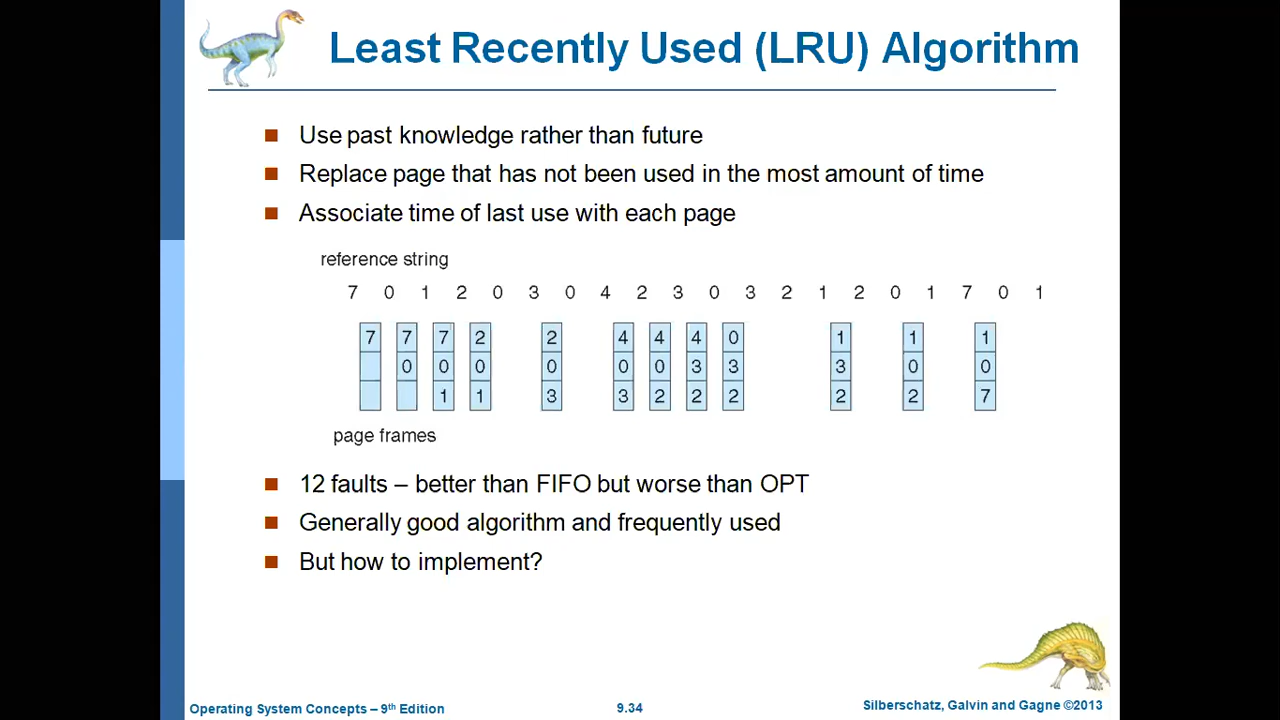 Least Recently Used (LRU) Algorithm
Use past knowledge rather than future
Replace page that has not been used in the most amount of time
Associate time of last use with each page
reference string
7 0 1 2 0 3 0 4 2 3 0 3 2 1 2 0 1 7 0 1
7 7 7 2 2 4 4 4 0 1 1 1
0 0 0 0 0 0 3 3 3 0 0
1 1 3 3 2 2 2 2 2 7
page frames
12 faults – better than FIFO but worse than OPT
Generally good algorithm and frequently used
But how to implement?
Operating System Concepts – 9th Edition
9.34
Silberschatz, Galvin and Gagne ©2013